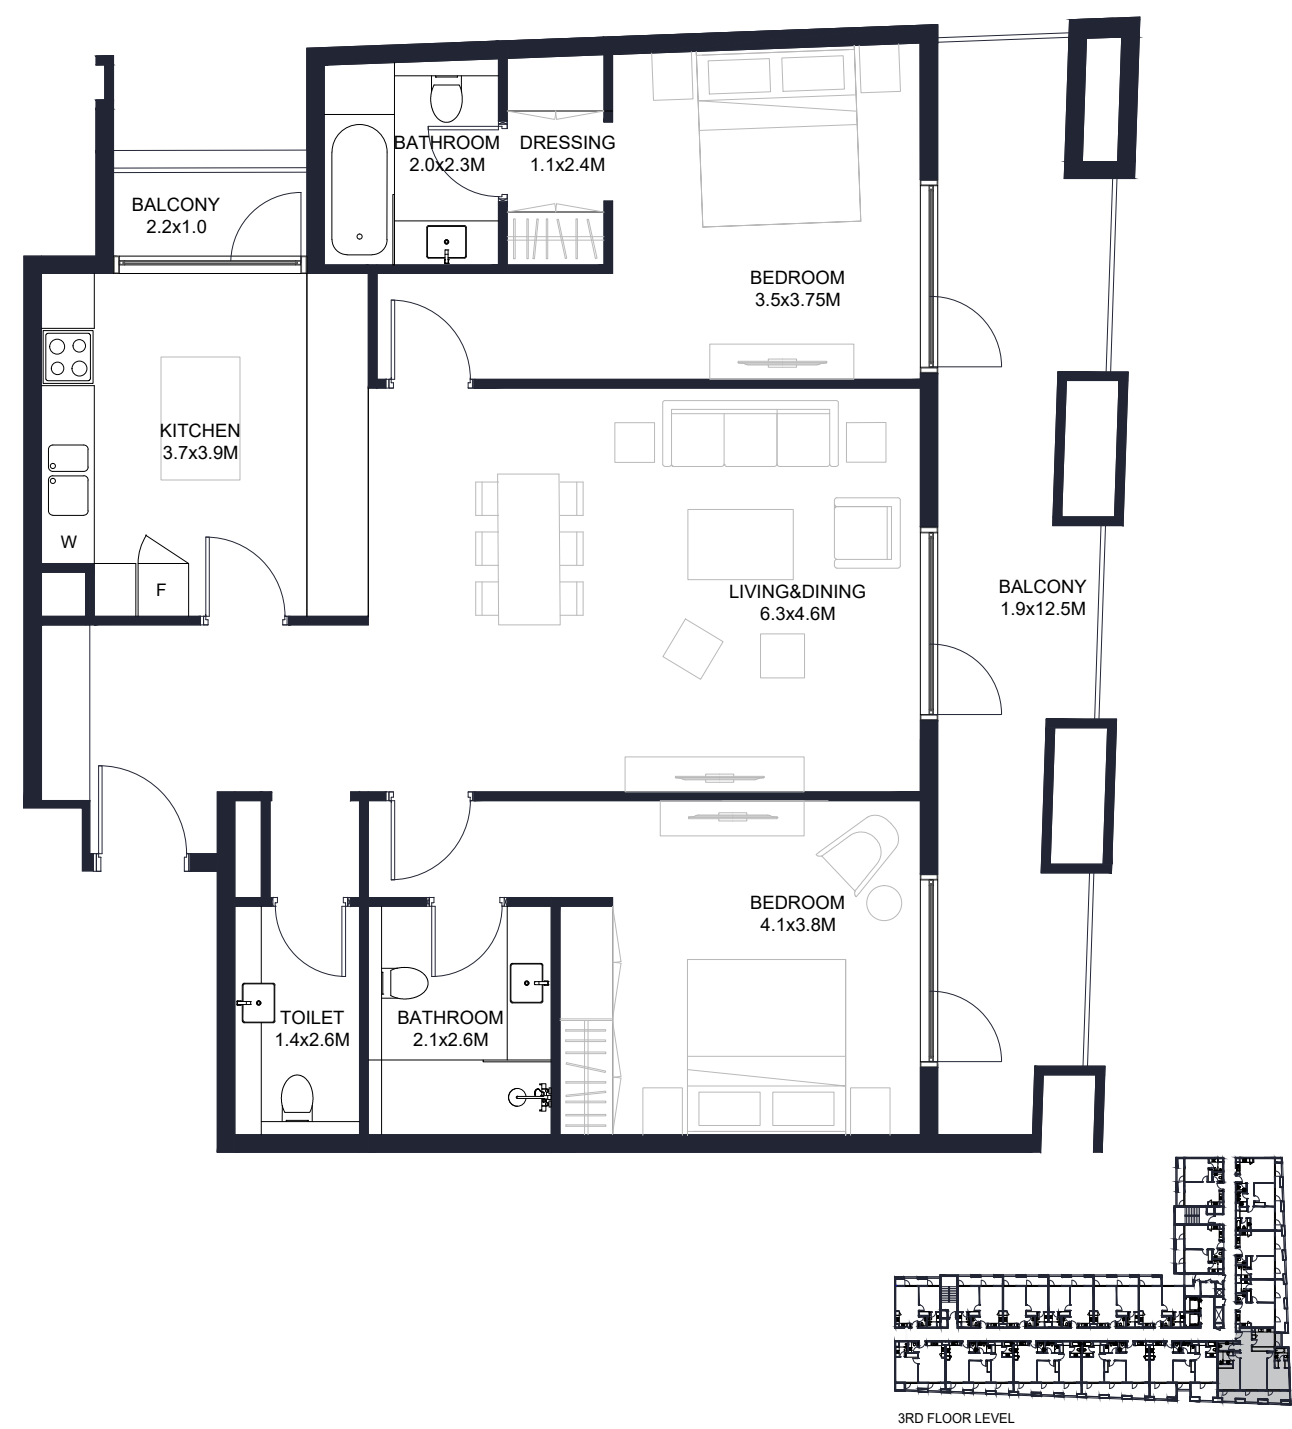 BATHROOM
2.0x2.3M
DRESSING
1.1x2.4M
BALCONY
2.2x1.0
BEDROOM
3.5x3.75M
KITCHEN
3.7x3.9M
W
F
LIVING&DINING
6.3x4.6M
BALCONY
1.9x12.5M
BEDROOM
4.1x3.8M
TOILET
1.4x2.6M
BATHROOM
2.1x2.6M
3RD FLOOR LEVEL